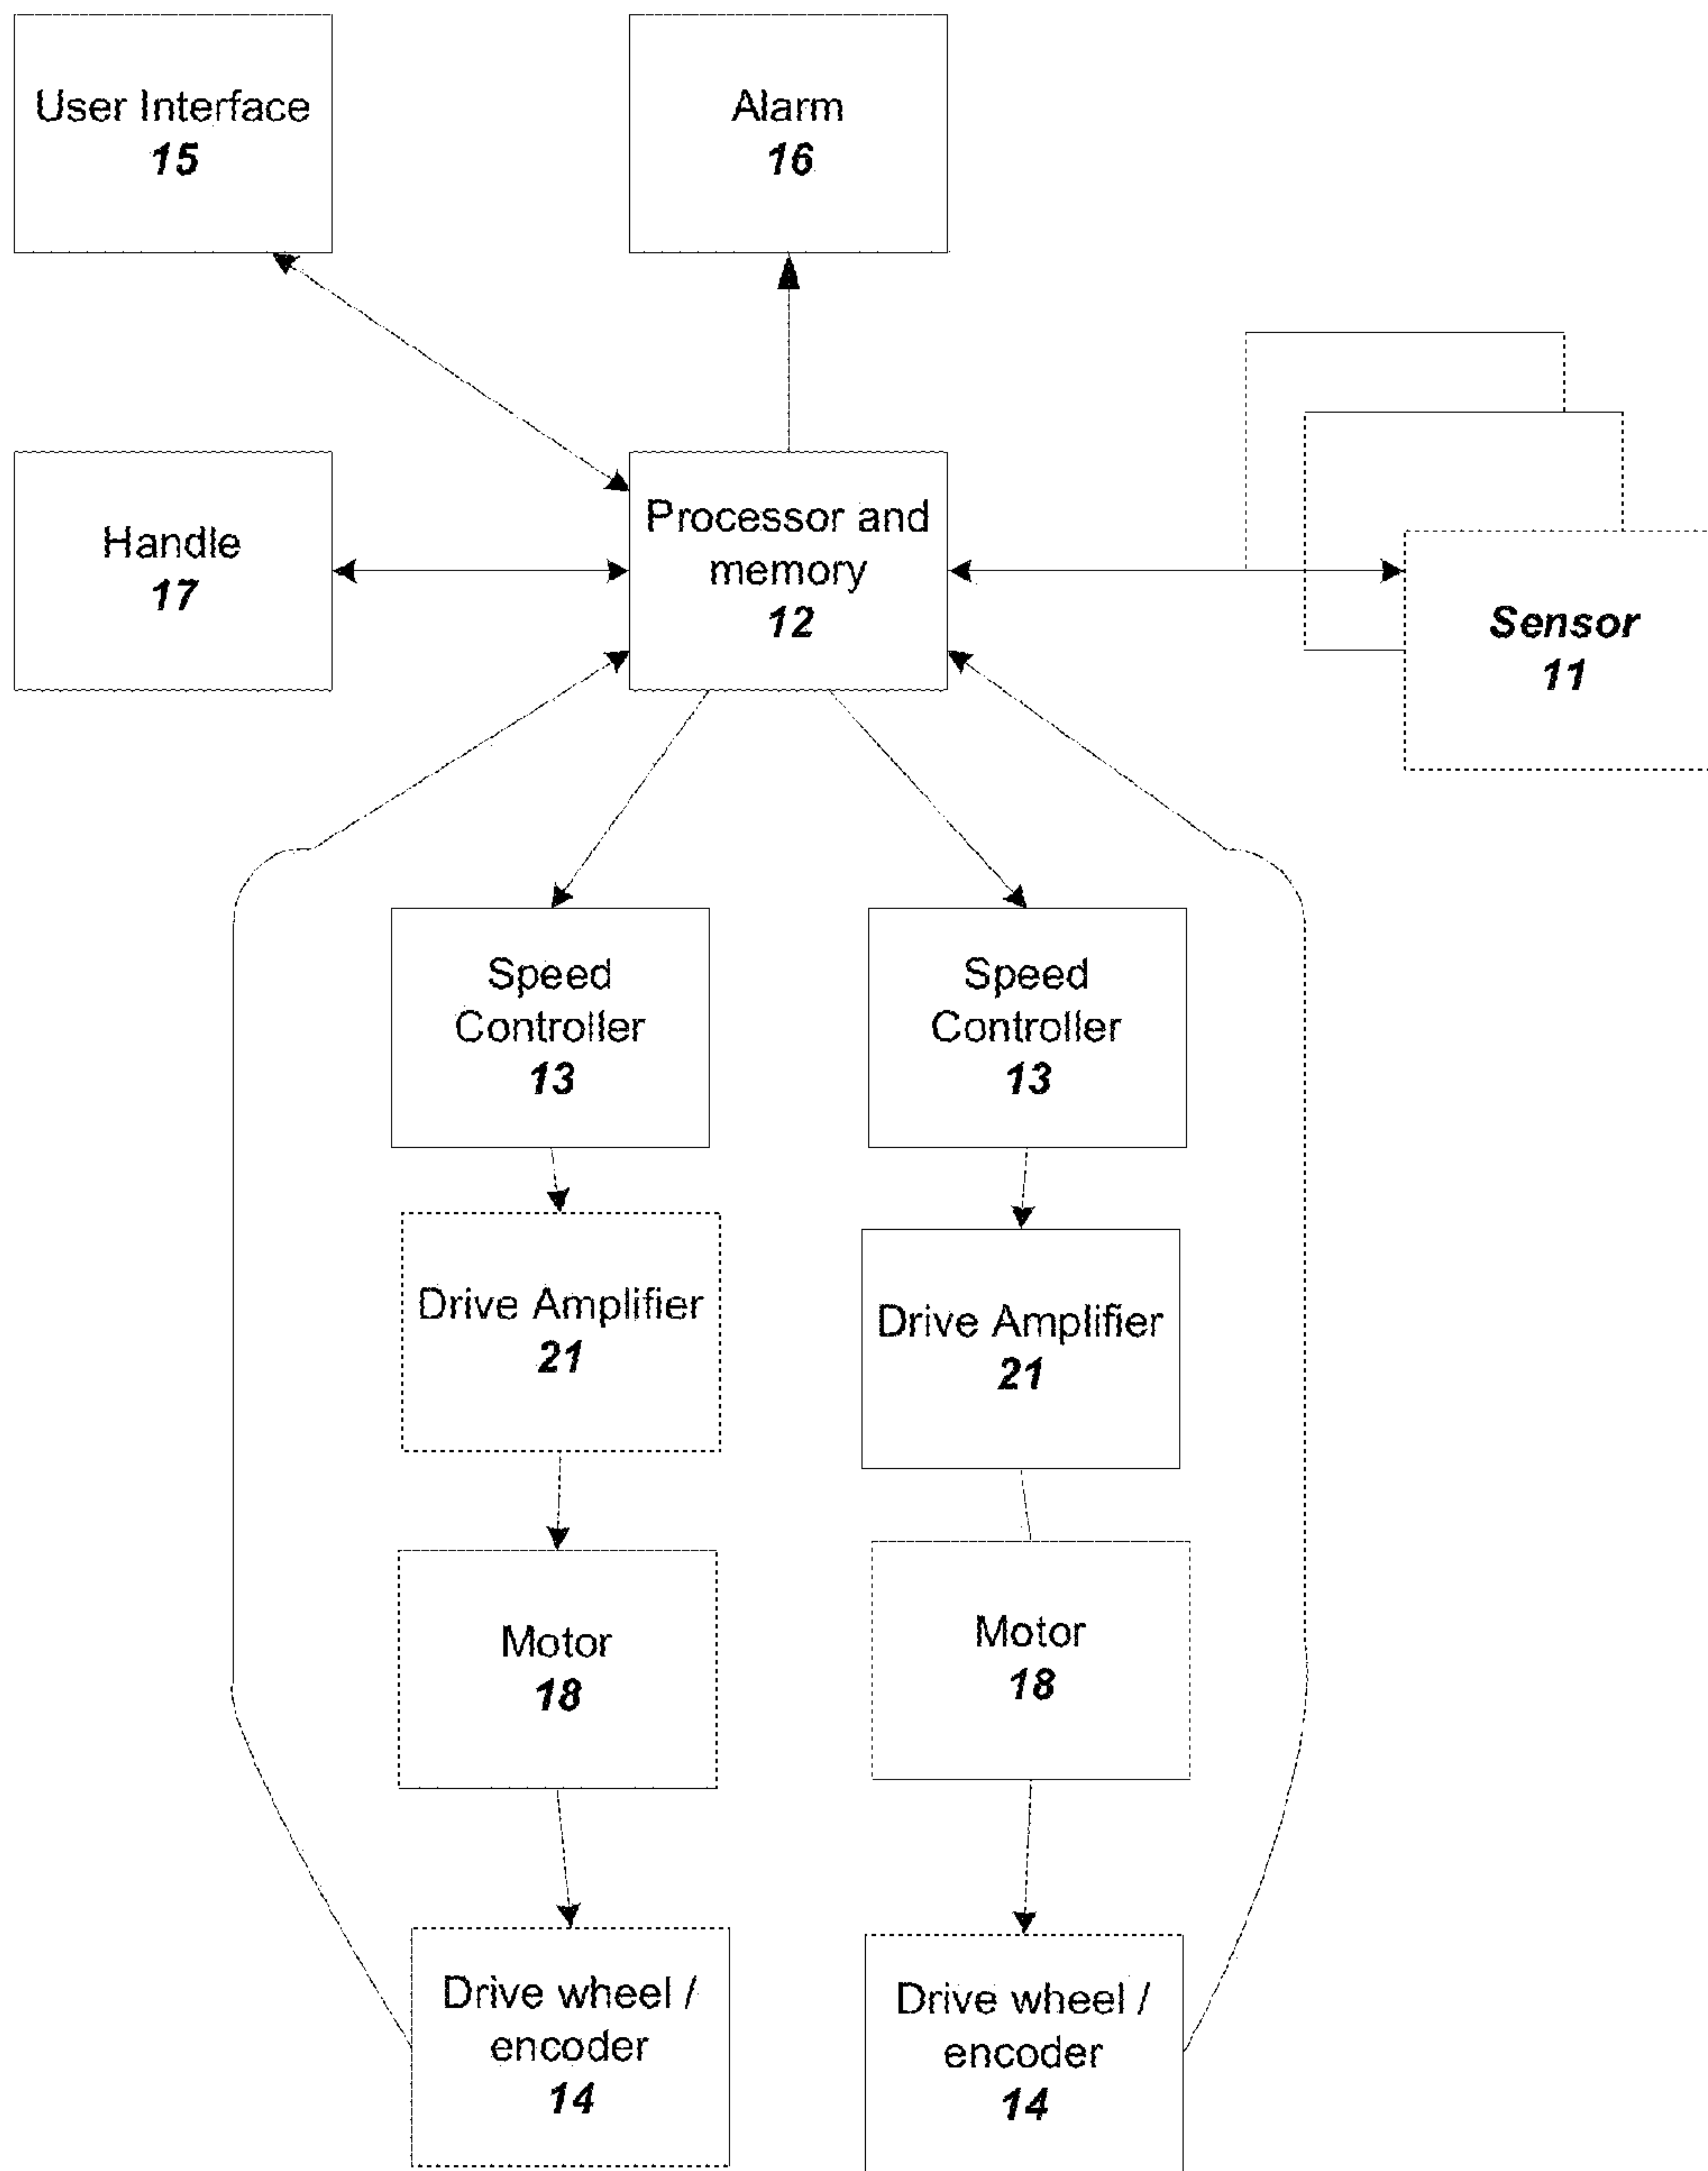 User Interface
15
Alarm
16
Handle
17
Processor and
memory
12
Sensor
11
Speed
Controller
13
Speed
Controller
13
Drive Amplifier
21
Drive Amplifier
21
Motor
18
Motor
18
Drive wheel /
encoder
14
Drive wheel /
encoder
14